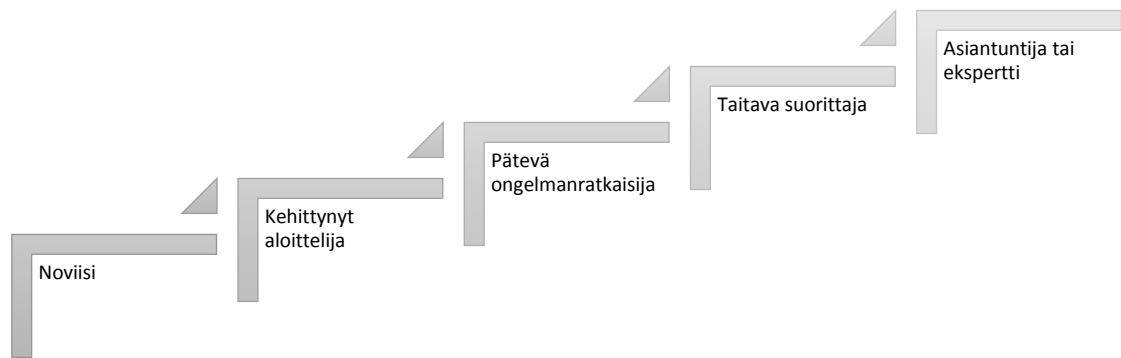 Noviisi
Kehittynyt
aloittelija
Pätevä
ongelmanratkaisija
Taitava suorittaja
Asiantuntija tai
ekspertti